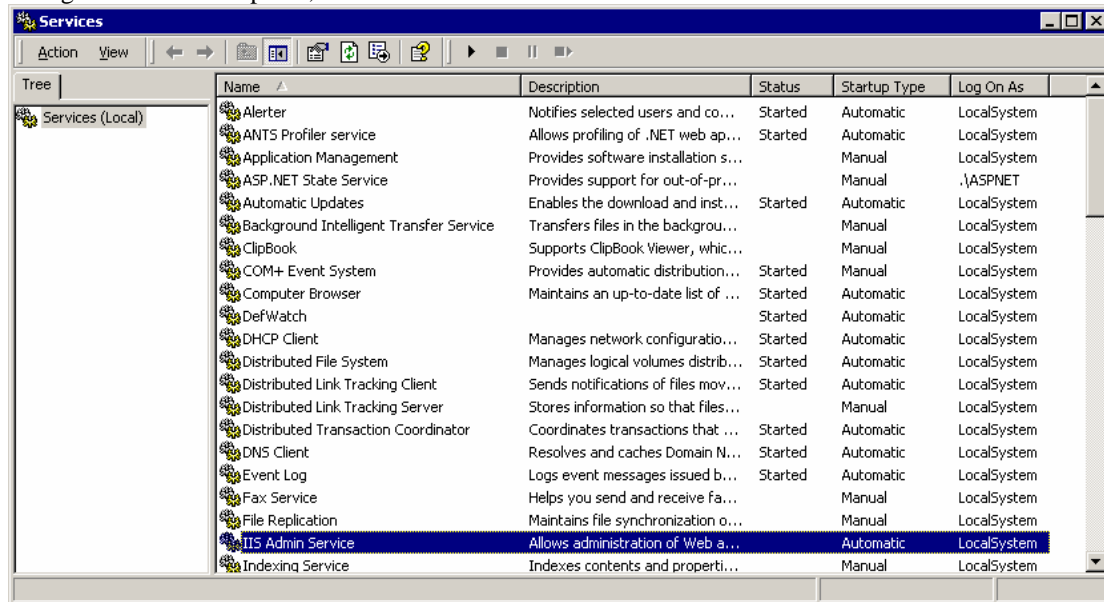 Services
Action View
Tree
Services (Local)
Name Description Status Startup Type Log On As
Alerter Notifies selected users and co... Started Automatic LocalSystem
ANTS Profiler service Allows profiling of .NET web ap... Started Automatic LocalSystem
Application Management Provides software installation s... Manual LocalSystem
ASP.NET State Service Provides support for out-of-pr... Manual .\ASPNET
Automatic Updates Enables the download and inst... Started Automatic LocalSystem
Background Intelligent Transfer Service Transfers files in the backgrou... Manual LocalSystem
ClipBook Supports ClipBook Viewer, whic... Manual LocalSystem
COM+ Event System Provides automatic distribution... Started Manual LocalSystem
Computer Browser Maintains an up-to-date list of ... Started Automatic LocalSystem
DefWatch Started Automatic LocalSystem
DHCP Client Manages network configuratio... Started Automatic LocalSystem
Distributed File System Manages logical volumes distrib... Started Automatic LocalSystem
Distributed Link Tracking Client Sends notifications of files mov... Started Automatic LocalSystem
Distributed Link Tracking Server Stores information so that files... Manual LocalSystem
Distributed Transaction Coordinator Coordinates transactions that ... Started Automatic LocalSystem
DNS Client Resolves and caches Domain N... Started Automatic LocalSystem
Event Log Logs event messages issued b... Started Automatic LocalSystem
Fax Service Helps you send and receive fa... Manual LocalSystem
File Replication Maintains file synchronization o... Manual LocalSystem
IIS Admin Service Allows administration of Web a... Automatic LocalSystem
Indexing Service Indexes contents and properti... Manual LocalSystem